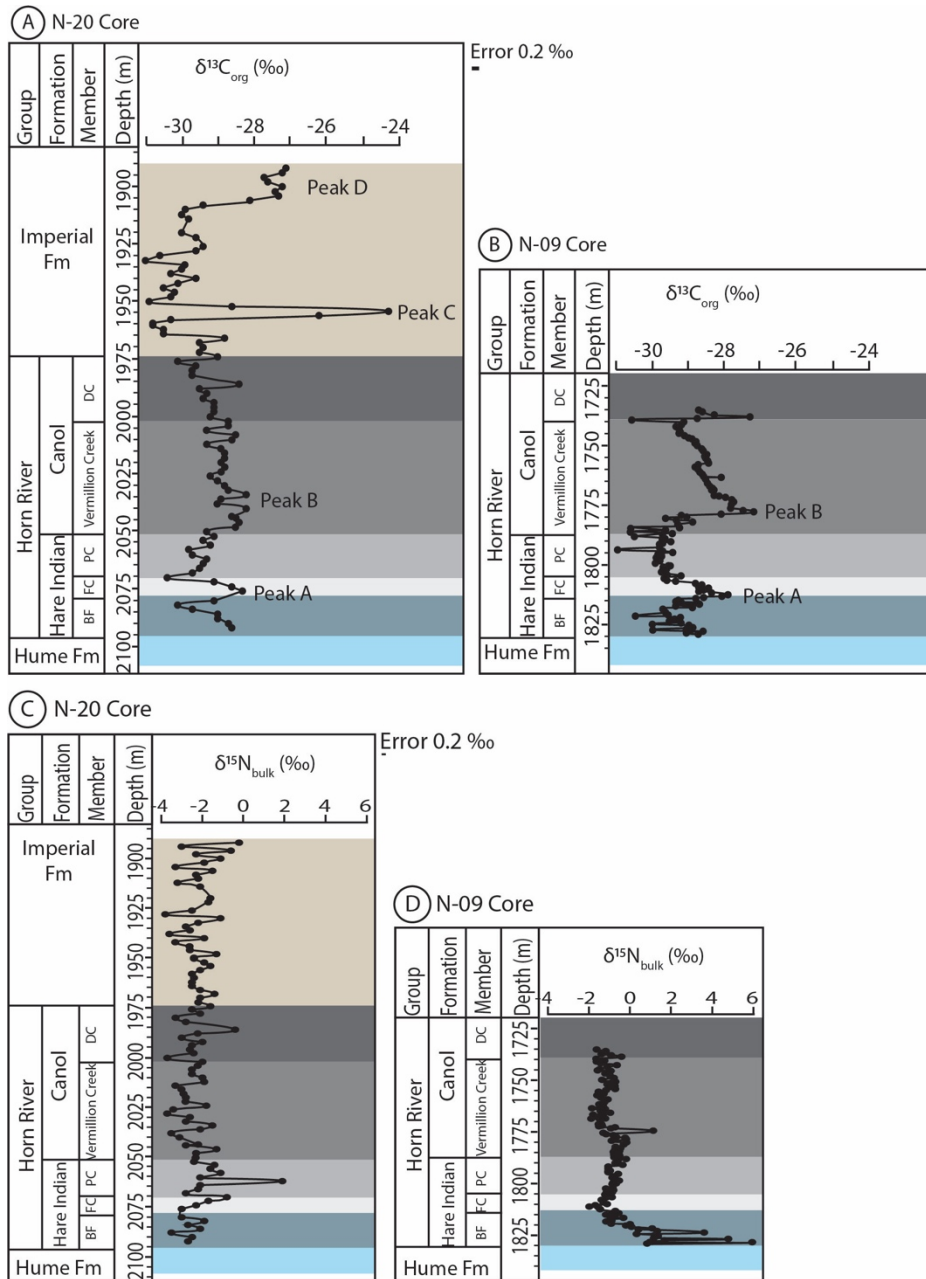 A N-20 Core
Error 0.2 ‰
δ¹³Corg (‰)
Group
Formation
Member
Depth (m)
-30 -28 -26 -24
Imperial
Fm
Horn River
Canol
Hare Indian
DC
Vermillion Creek
PC
FC
BF
Hume Fm
1900
1925
1950
1975
2000
2025
2050
2075
2100
Peak D
Peak C
Peak B
Peak A
B N-09 Core
δ¹³Corg (‰)
Group
Formation
Member
Depth (m)
-30 -28 -26 -24
Horn River
Canol
Hare Indian
DC
Vermillion Creek
PC
FC
BF
Hume Fm
1725
1750
1775
1800
1825
Peak B
Peak A
C N-20 Core
Error 0.2 ‰
δ¹⁵Nbulk (‰)
Group
Formation
Member
Depth (m)
-4 -2 0 2 4 6
Imperial
Fm
Horn River
Canol
Hare Indian
DC
Vermillion Creek
PC
FC
BF
Hume Fm
1900
1925
1950
1975
2000
2025
2050
2075
2100
D N-09 Core
δ¹⁵Nbulk (‰)
Group
Formation
Member
Depth (m)
-4 -2 0 2 4 6
Horn River
Canol
Hare Indian
DC
Vermillion Creek
PC
FC
BF
Hume Fm
1725
1750
1775
1800
1825